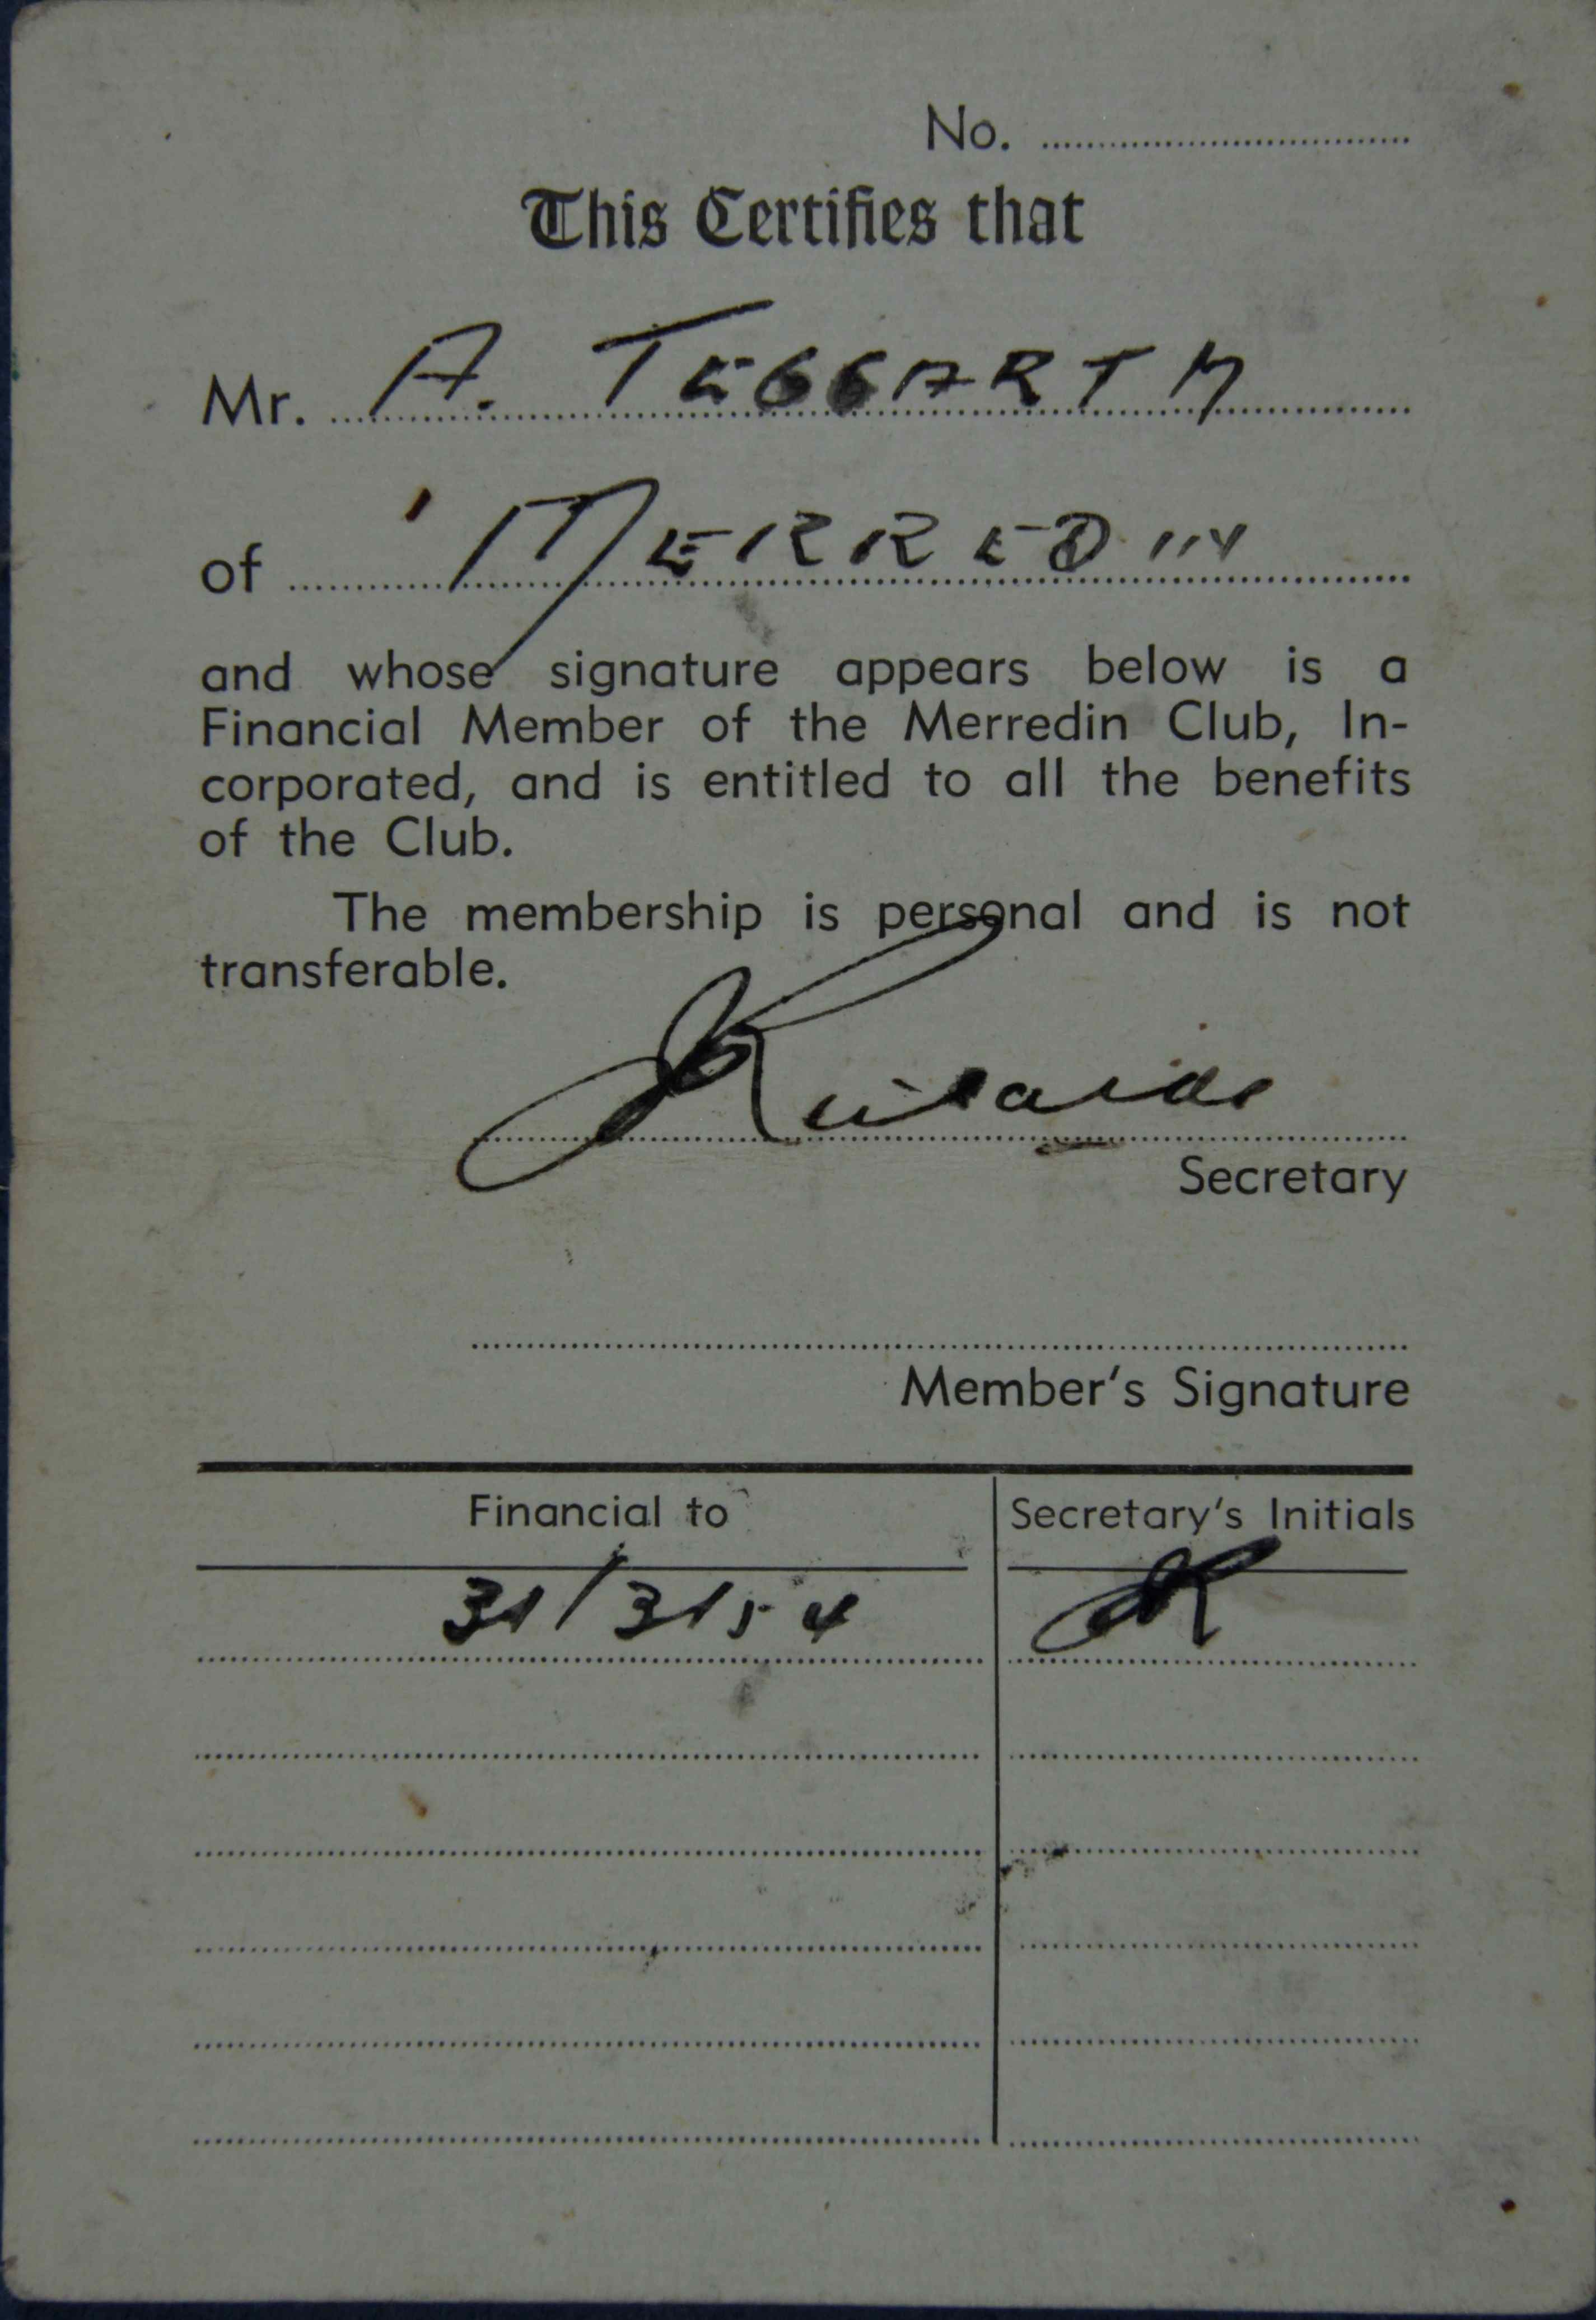 No.
This Certifies that
Mr. A. TEGGART M
of MERREDIN
and whose signature appears below is a
Financial Member of the Merredin Club, In-
corporated, and is entitled to all the benefits
of the Club.
The membership is personal and is not
transferable.
Secretary
Member's Signature
Financial to Secretary's Initials
31/3/54 JR